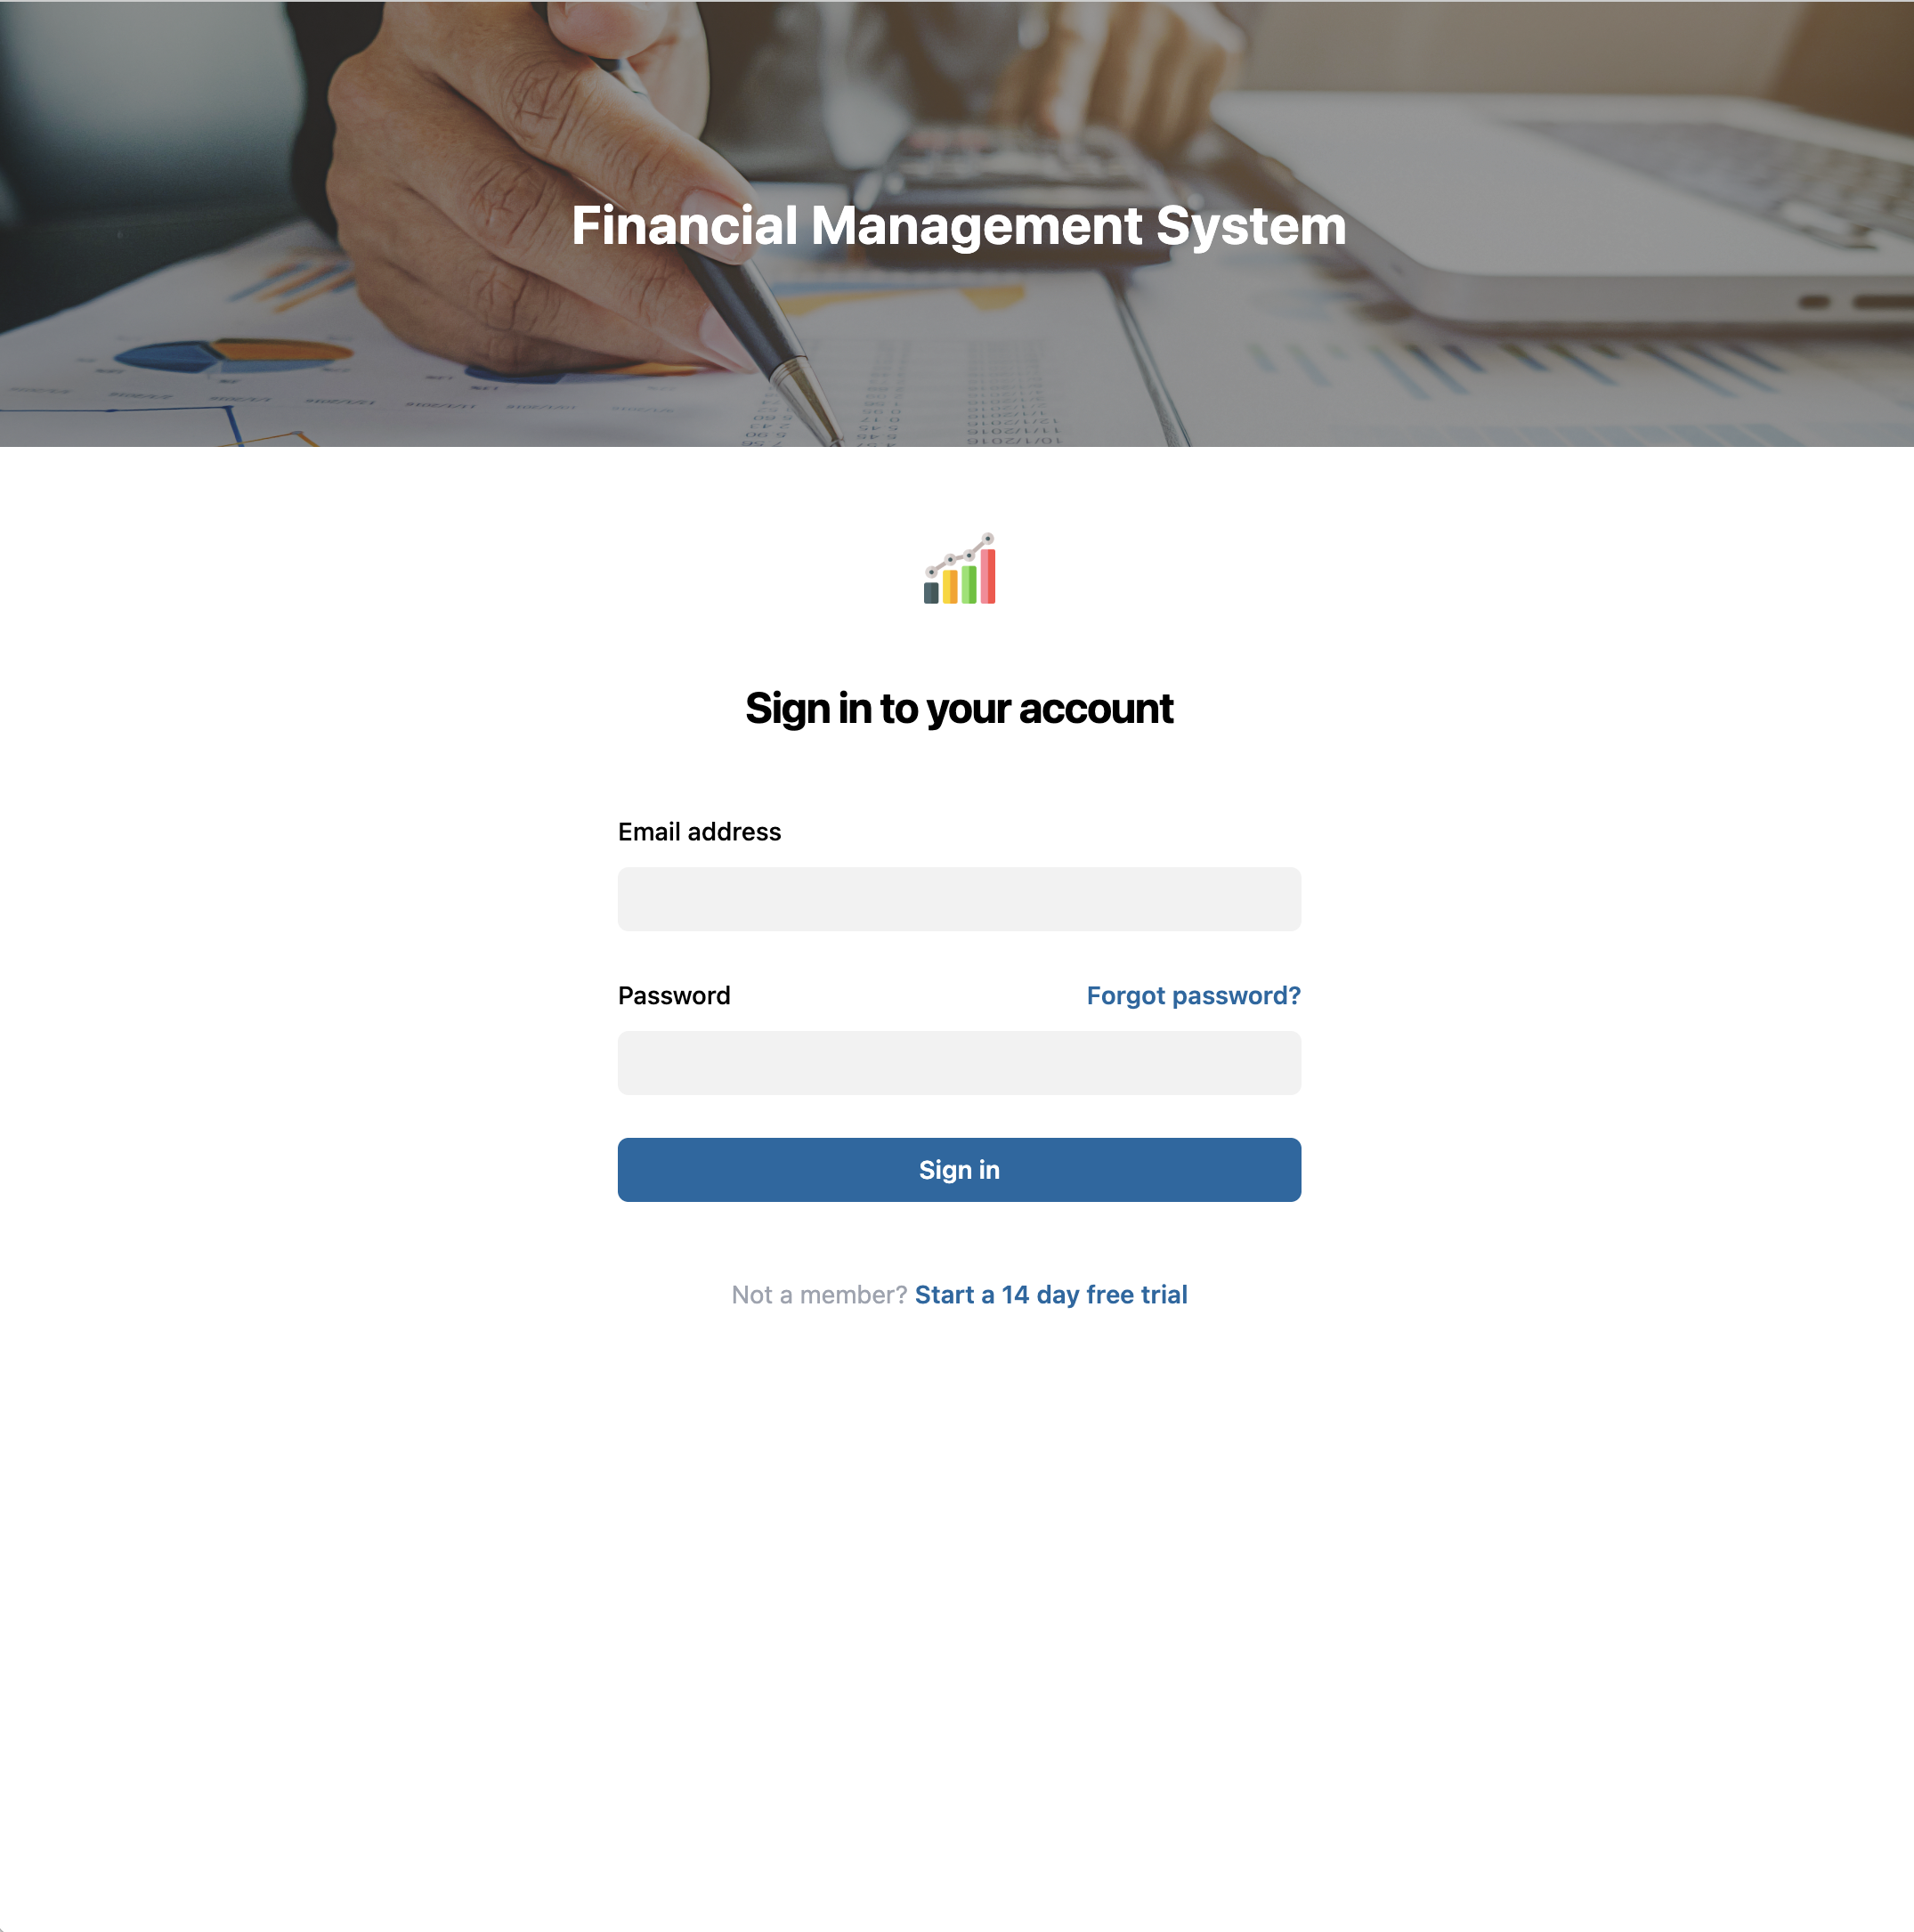 Financial Management System
Sign in to your account
Email address
Password
Forgot password?
Sign in
Not a member? Start a 14 day free trial